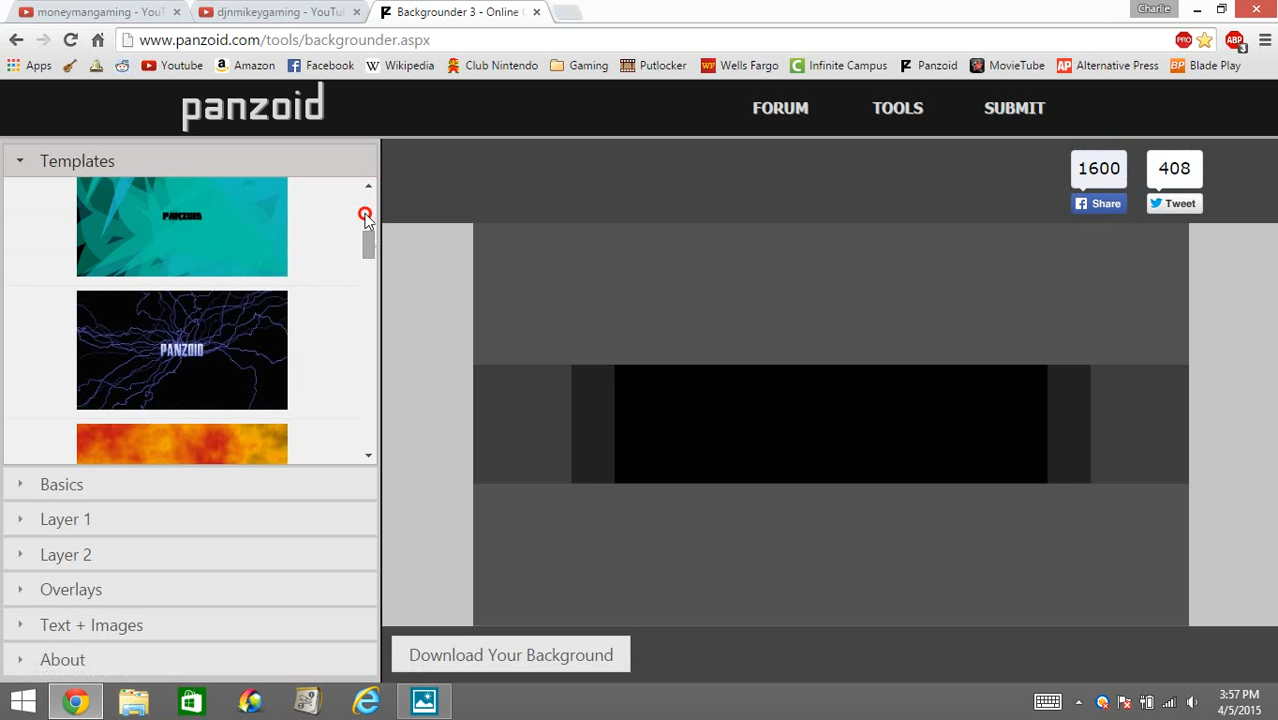 moneymangaming - YouT
djnmikeygaming - YouTu
Backgrounder 3 - Online
Charlie
www.panzoid.com/tools/backgrounder.aspx
PRO
ABP
3
Apps
Youtube
Amazon
Facebook
Wikipedia
Club Nintendo
Gaming
Putlocker
Wells Fargo
Infinite Campus
Panzoid
MovieTube
Alternative Press
Blade Play
panzoid
FORUM
TOOLS
SUBMIT
Templates
1600
408
Share
Tweet
PANZOID
PANZOID
Basics
Layer 1
Layer 2
Overlays
Text + Images
About
Download Your Background
3:57 PM
4/5/2015